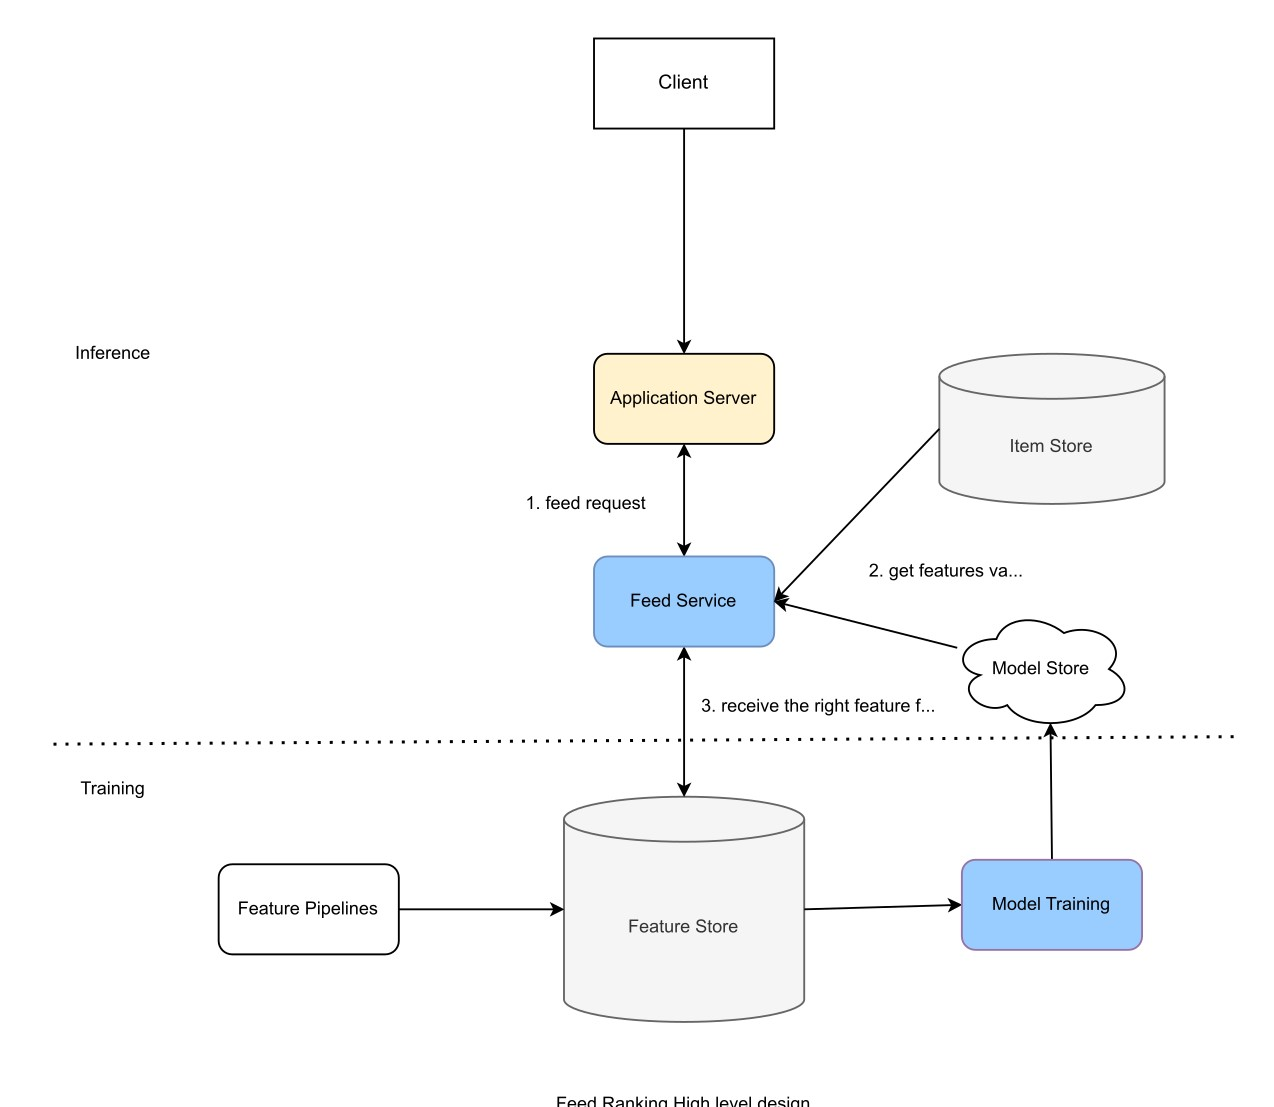 Client
Inference
Application Server
Item Store
1. feed request
2. get features va...
Feed Service
Model Store
3. receive the right feature f...
Training
Feature Pipelines
Feature Store
Model Training
Feed Ranking High level design